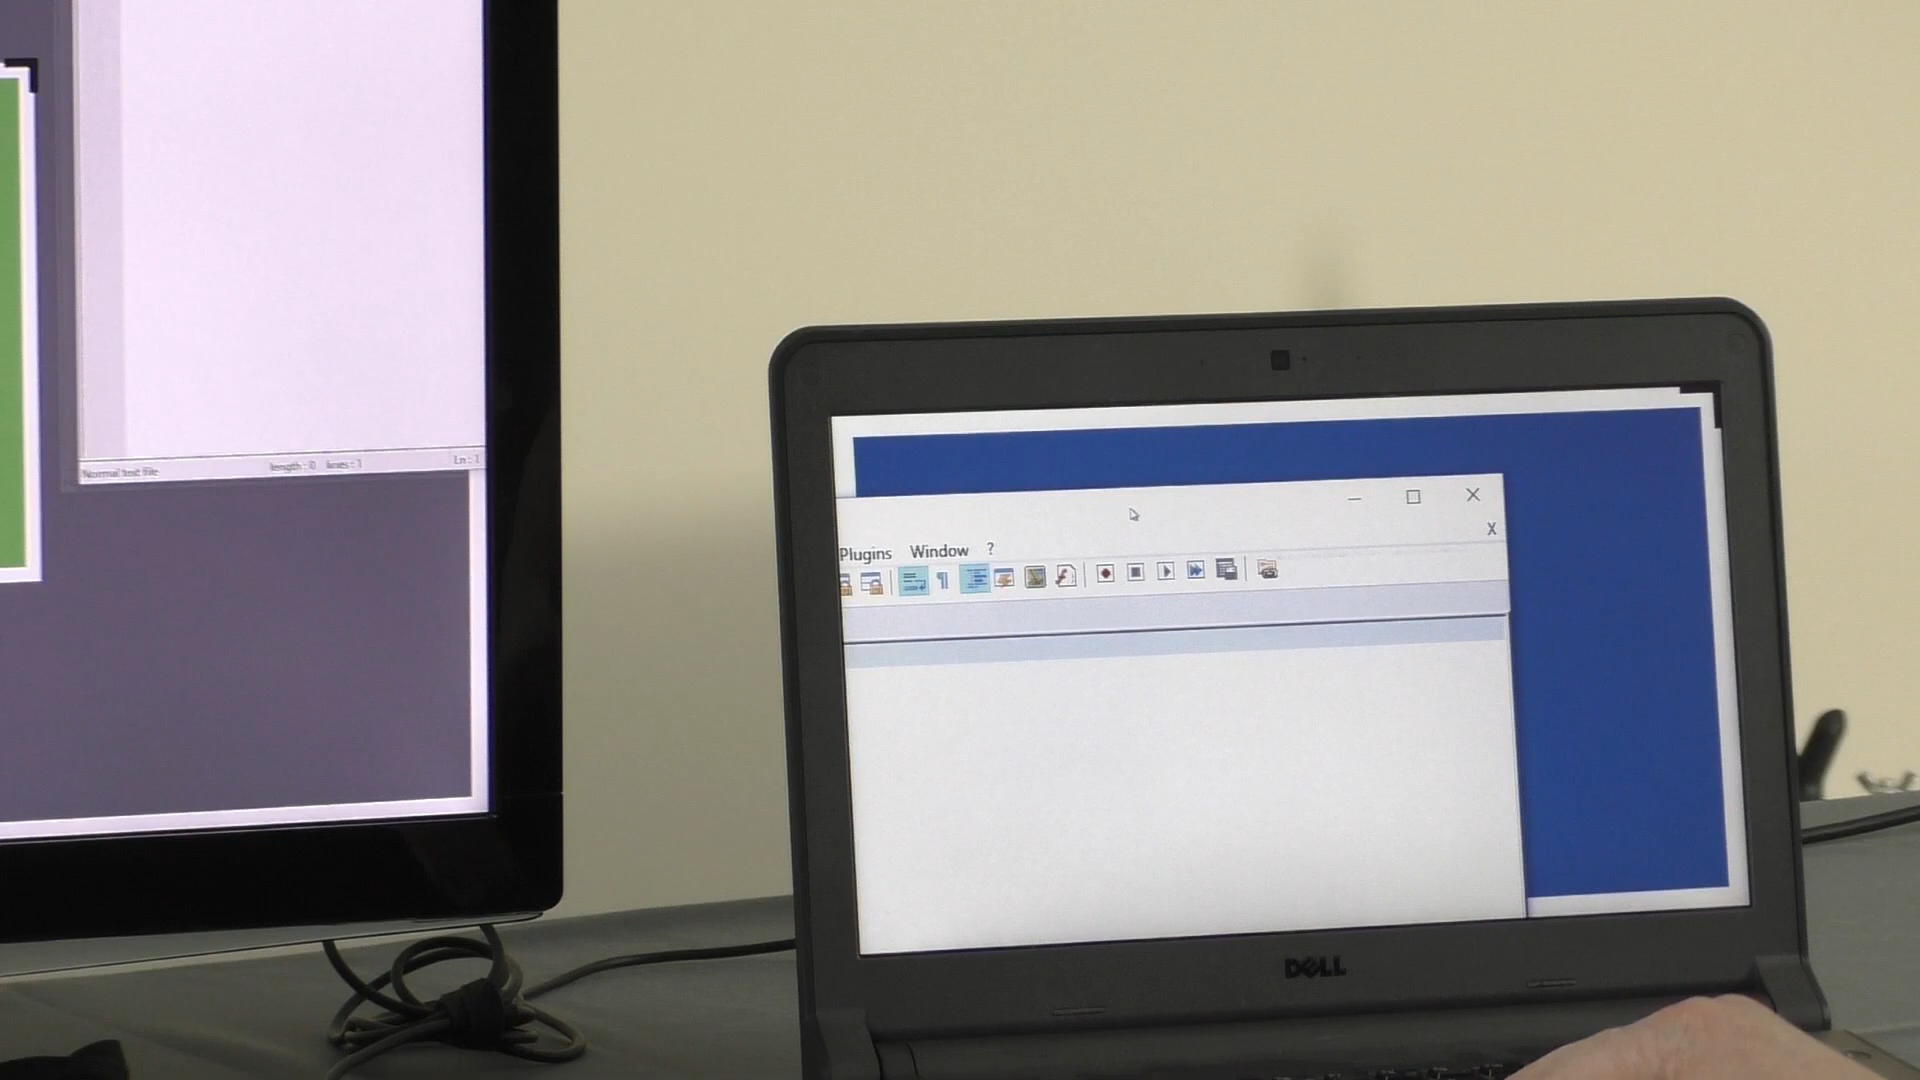 Normal text file length : 0 lines : 1 Ln : 1
X
Plugins Window ?
DELL